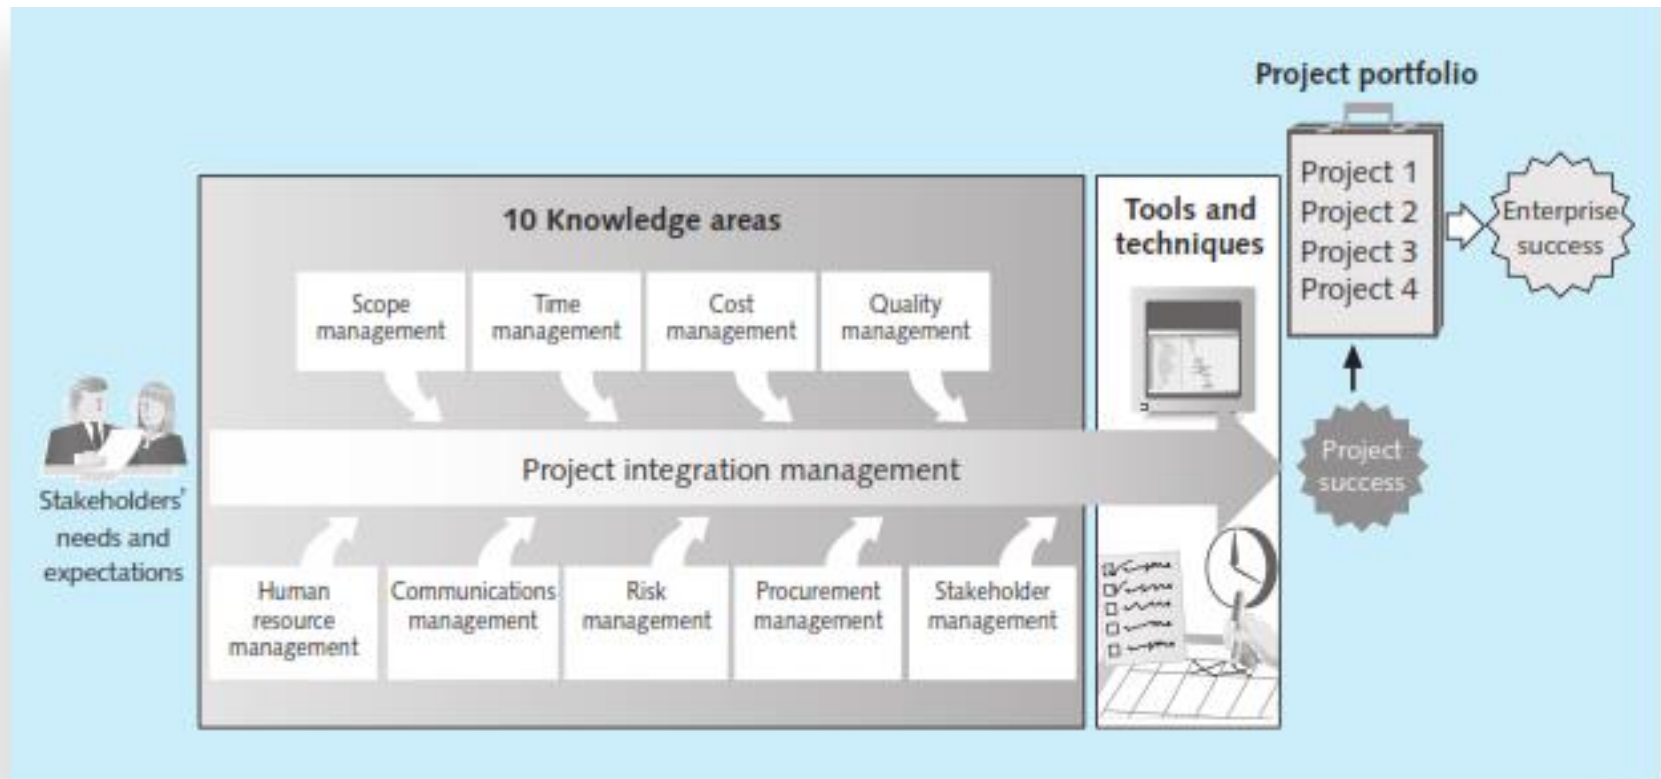 Project portfolio
Project 1
Project 2
Project 3
Project 4
Enterprise
success
10 Knowledge areas
Tools and
techniques
Scope
management
Time
management
Cost
management
Quality
management
Stakeholders'
needs and
expectations
Project integration management
Project
success
Human
resource
management
Communications
management
Risk
management
Procurement
management
Stakeholder
management